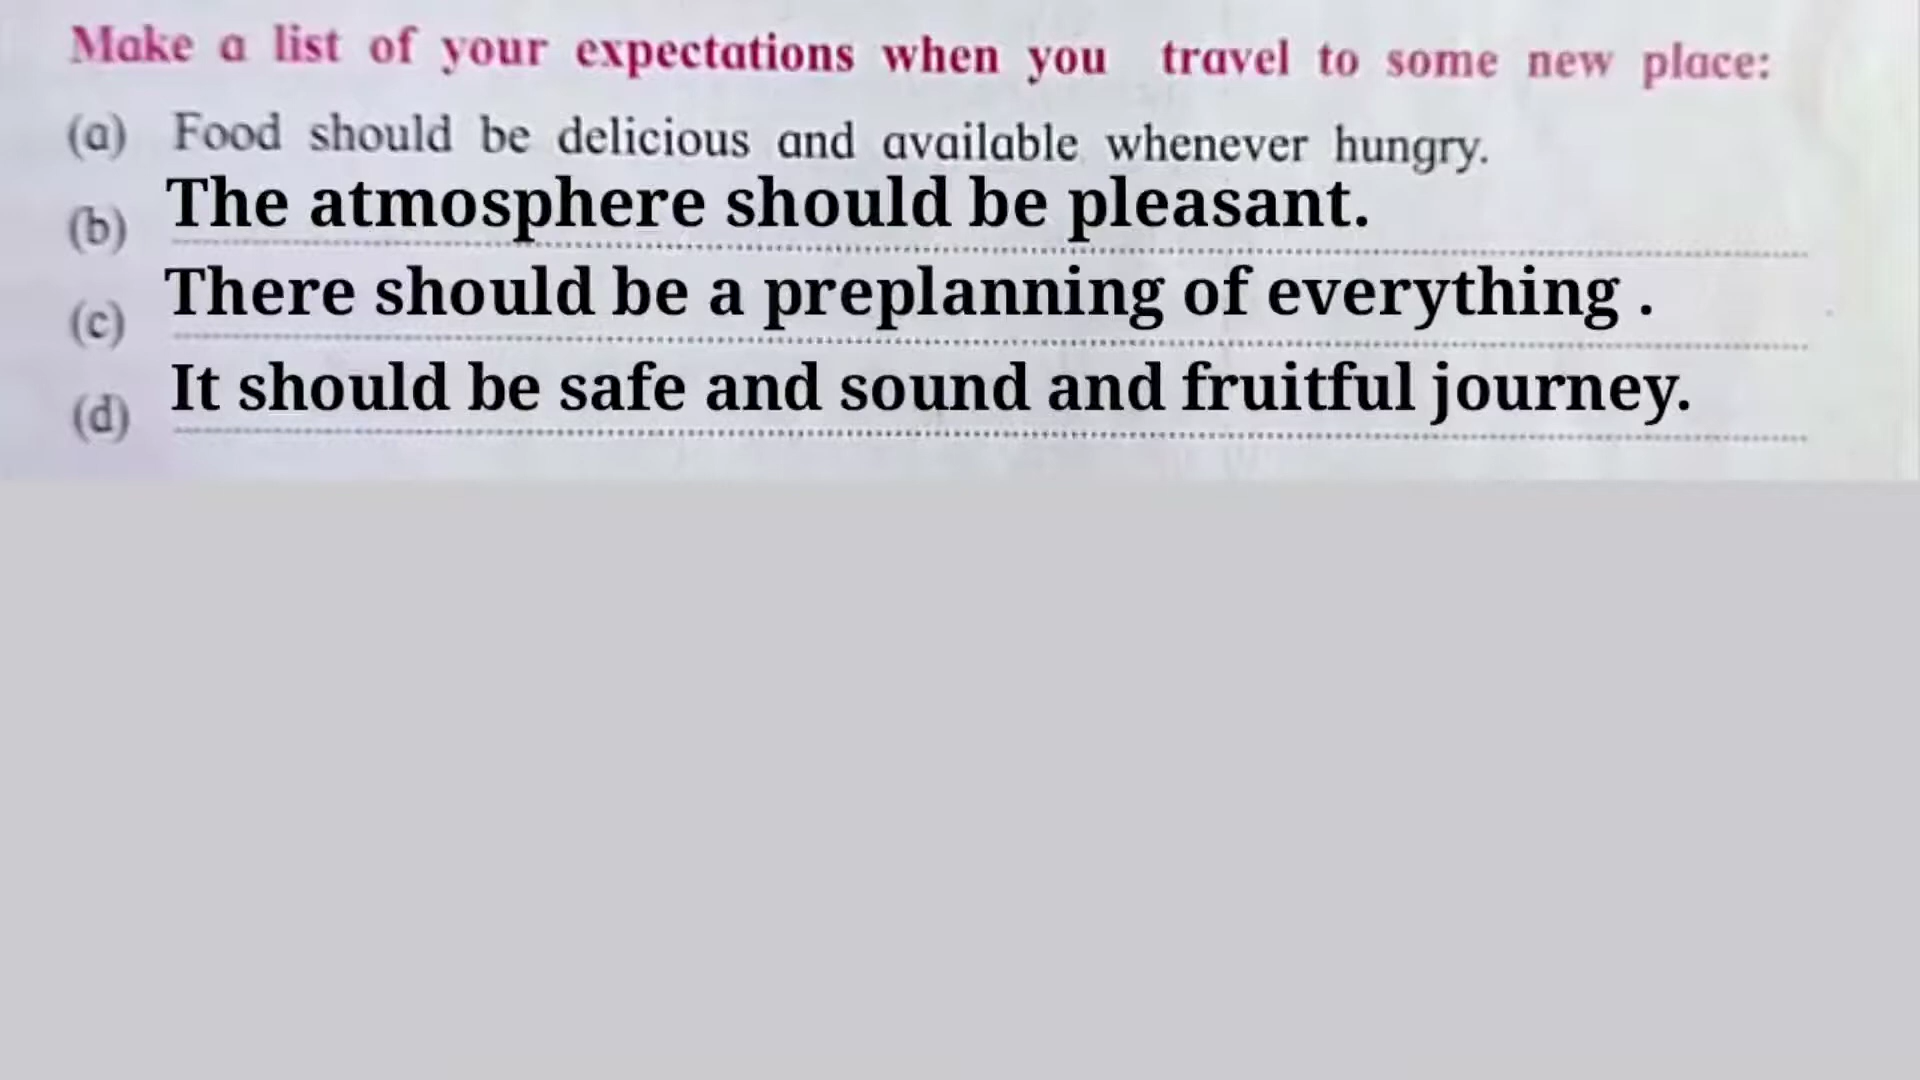 Make a list of your expectations when you travel to some new place:
(a) Food should be delicious and available whenever hungry.
(b) The atmosphere should be pleasant.
(c) There should be a preplanning of everything .
(d) It should be safe and sound and fruitful journey.